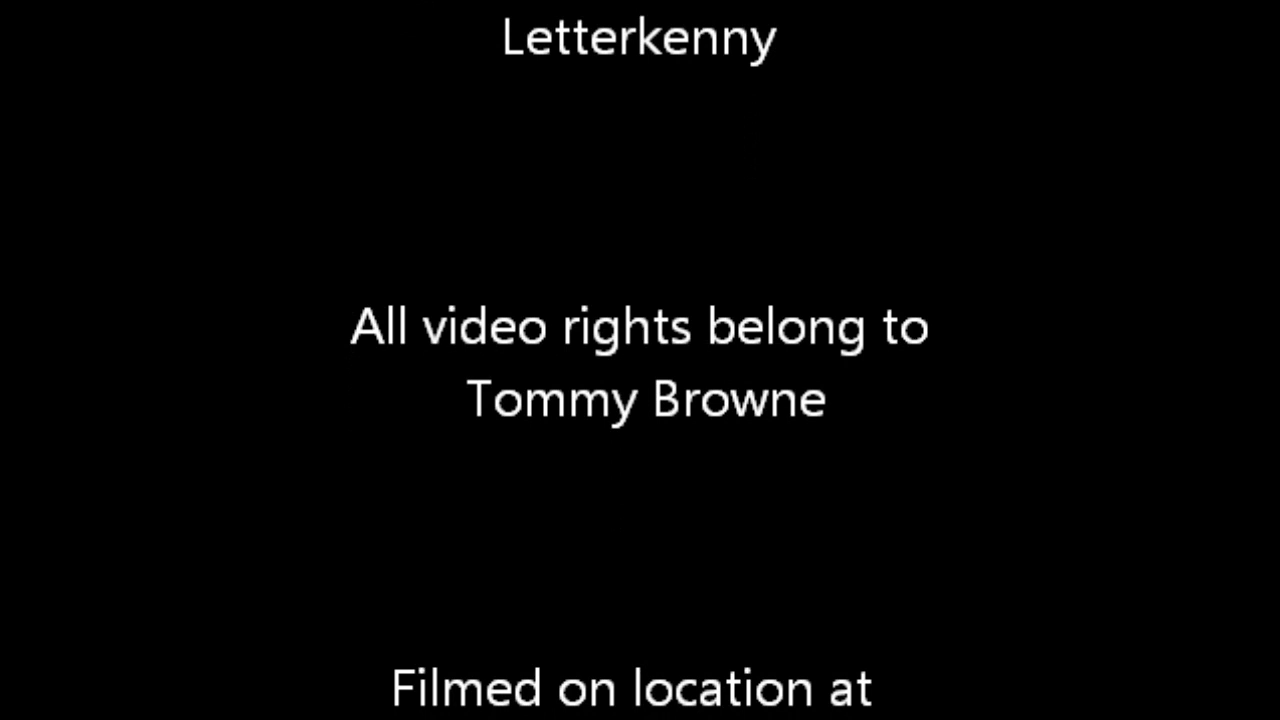 Letterkenny
All video rights belong to
Tommy Browne
Filmed on location at